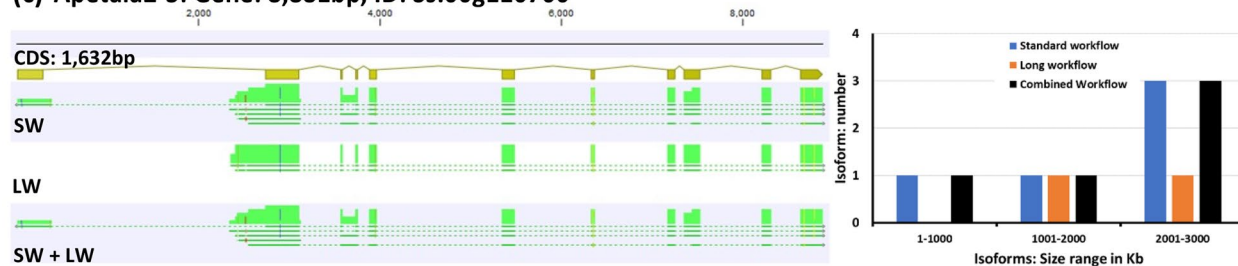 2,000 4,000 6,000 8,000
CDS: 1,632bp
SW
LW
SW + LW
4
3
2
1
0
Isoform: number
Standard workflow
Long workflow
Combined Workflow
1-1000 1001-2000 2001-3000
Isoforms: Size range in Kb